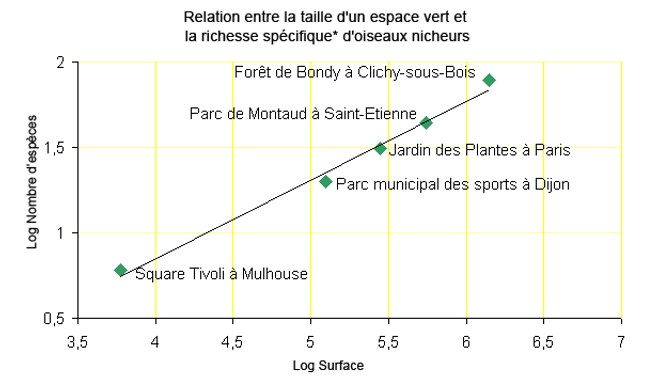 Relation entre la taille d'un espace vert et
la richesse spécifique* d'oiseaux nicheurs
2
Forêt de Bondy à Clichy-sous-Bois
Parc de Montaud à Saint-Etienne
1,5
Jardin des Plantes à Paris
Parc municipal des sports à Dijon
Log Nombre d'espèces
1
Square Tivoli à Mulhouse
0,5
3,5 4 4,5 5 5,5 6 6,5 7
Log Surface